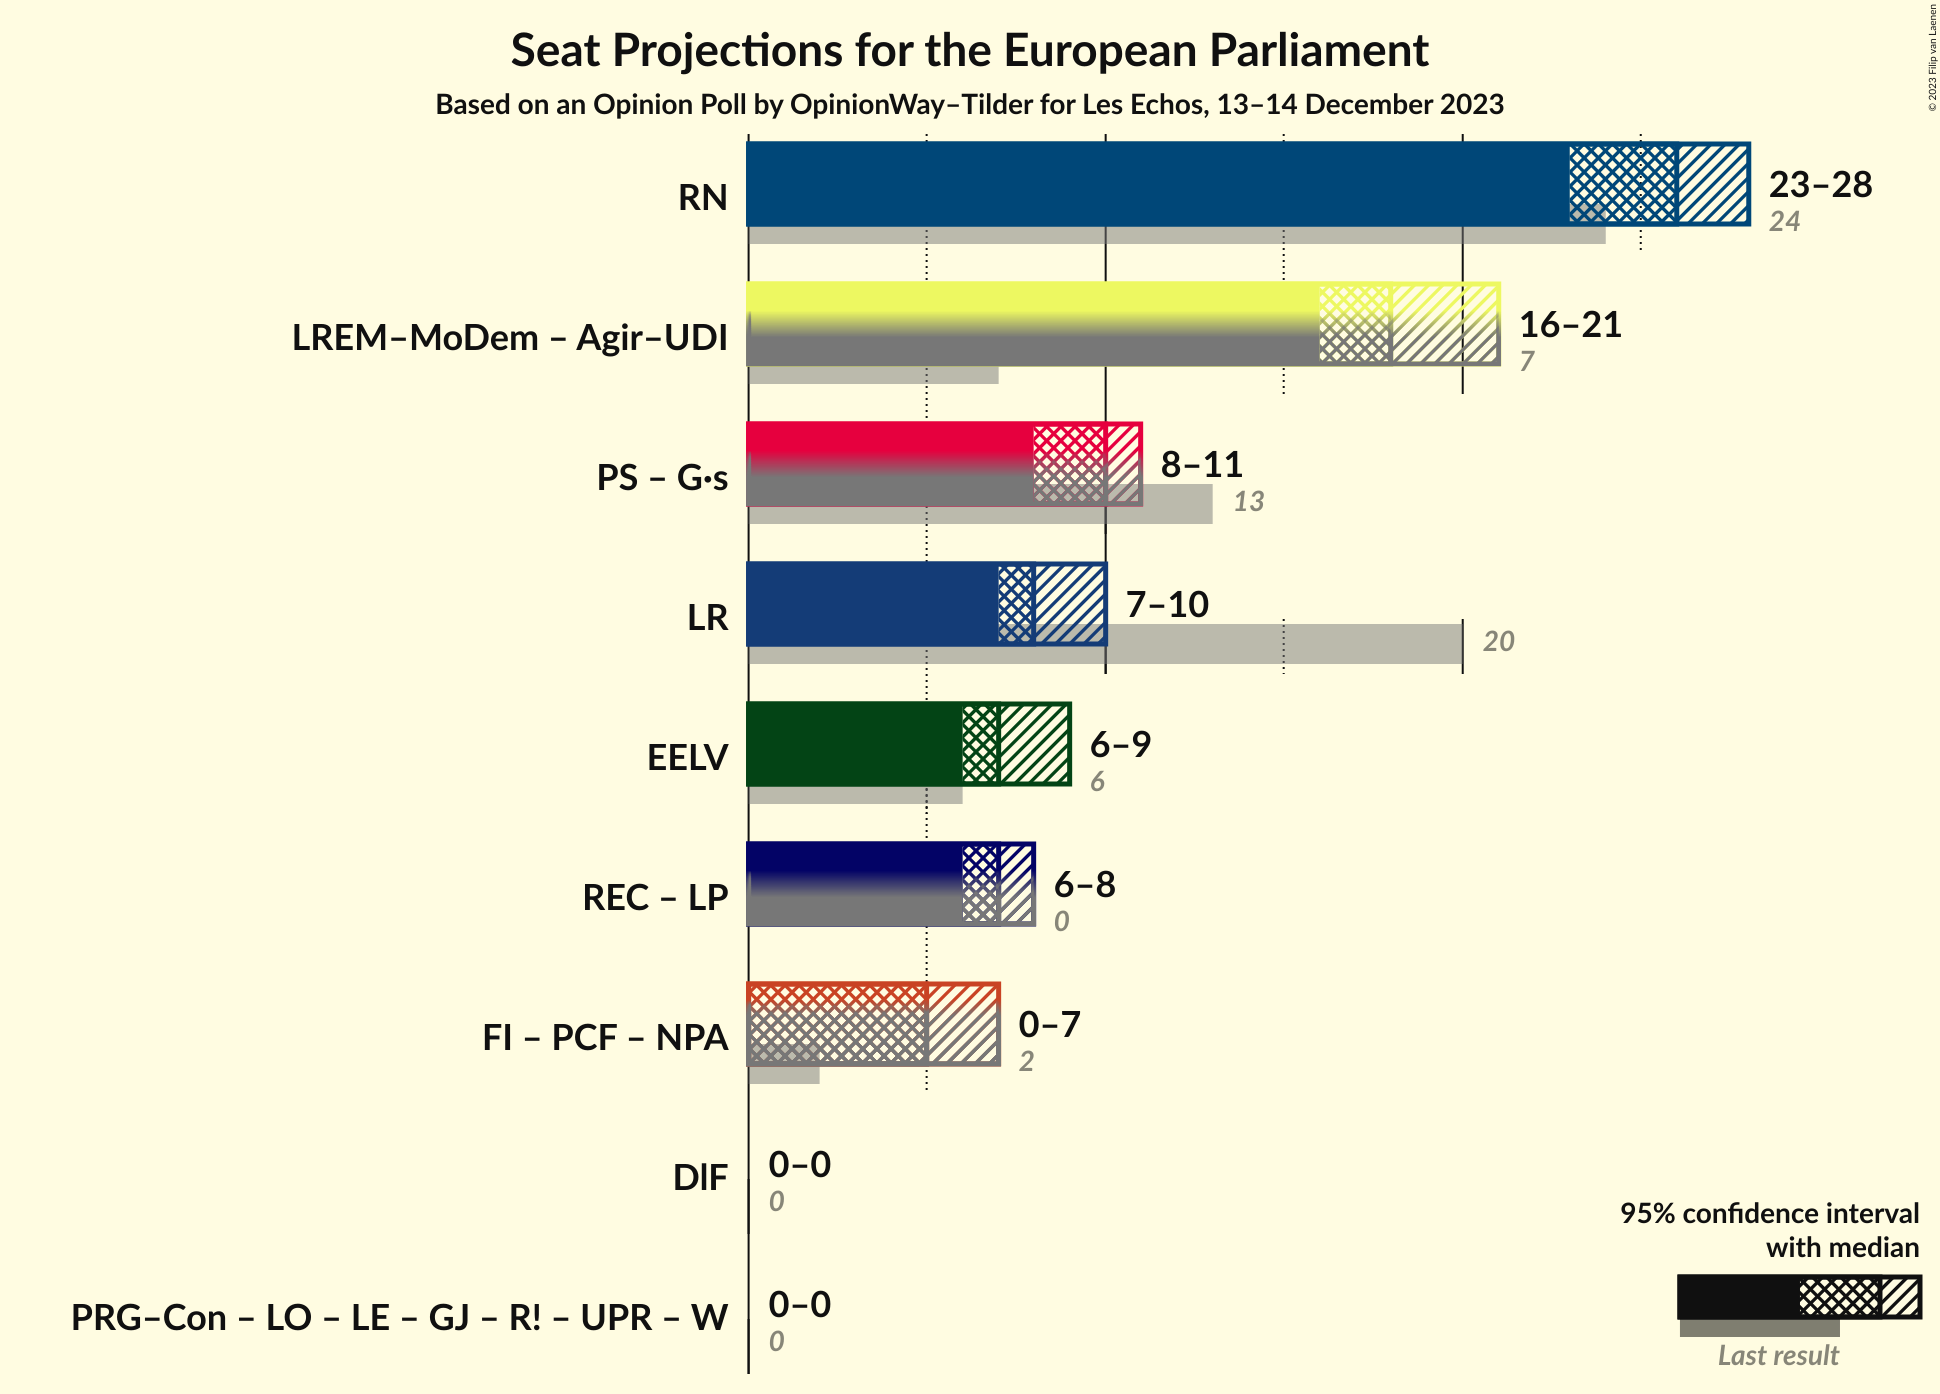 Seat Projections for the European Parliament
Based on an Opinion Poll by OpinionWay–Tilder for Les Echos, 13–14 December 2023
© 2023 Filip van Laenen
RN
23–28
24
LREM–MoDem – Agir–UDI
16–21
7
PS – G·s
8–11
13
LR
7–10
20
EELV
6–9
6
REC – LP
6–8
0
FI – PCF – NPA
0–7
2
DIF
0–0
0
PRG–Con – LO – LE – GJ – R! – UPR – W
0–0
0
95% confidence interval
with median
Last result